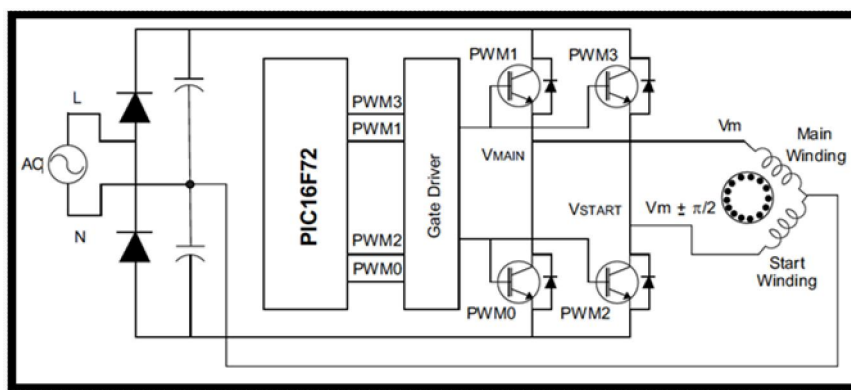 L
AC
N
PIC16F72
PWM3
PWM1
PWM2
PWM0
Gate Driver
PWM1
PWM3
VMAIN
VSTART
PWM0
PWM2
Vm
Vm ± π/2
Main
Winding
Start
Winding